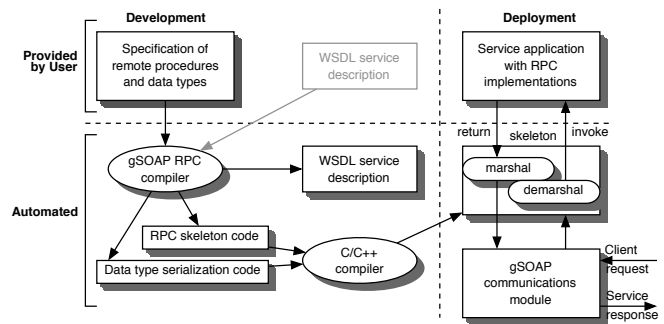 Development
Deployment
Provided
by User
Specification of
remote procedures
and data types
WSDL service
description
Service application
with RPC
implementations
return
skeleton
invoke
Automated
gSOAP RPC
compiler
WSDL service
description
marshal
demarshal
RPC skeleton code
Data type serialization code
C/C++
compiler
gSOAP
communications
module
Client
request
Service
response